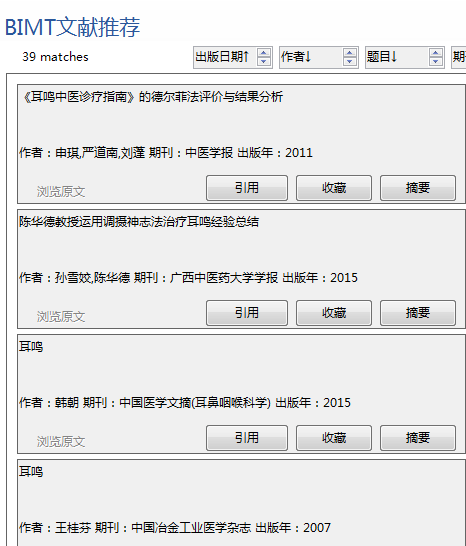 BIMT文献推荐
39 matches 出版日期↑ 作者↓ 题目↓ 期
《耳鸣中医诊疗指南》的德尔菲法评价与结果分析
作者：申琪,严道南,刘蓬 期刊：中医学报 出版年：2011
浏览原文 引用 收藏 摘要
陈华德教授运用调摄神志法治疗耳鸣经验总结
作者：孙雪姣,陈华德 期刊：广西中医药大学学报 出版年：2015
浏览原文 引用 收藏 摘要
耳鸣
作者：韩朝 期刊：中国医学文摘(耳鼻咽喉科学) 出版年：2015
浏览原文 引用 收藏 摘要
耳鸣
作者：王桂芬 期刊：中国冶金工业医学杂志 出版年：2007